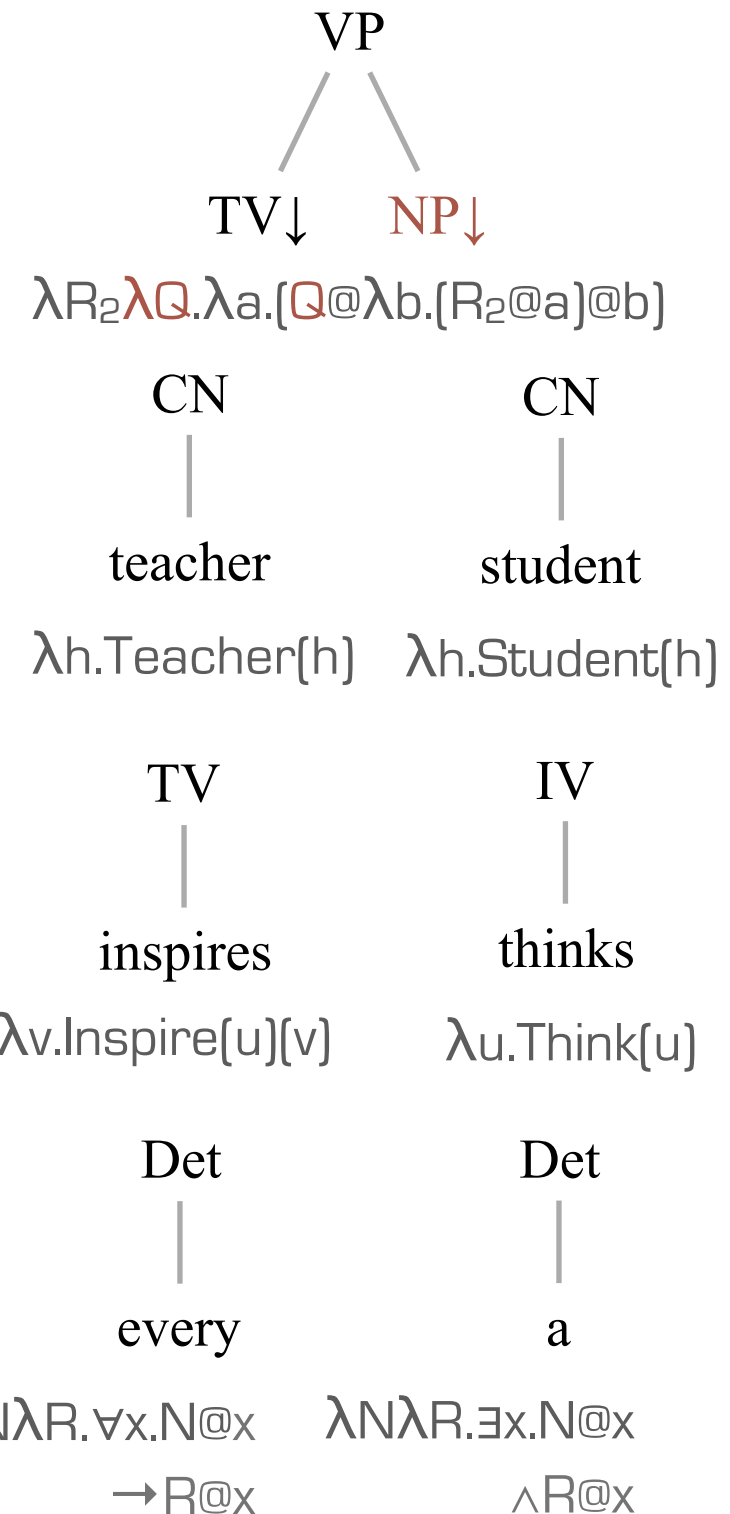 VP
TV↓ NP↓
λR₂λQ.λa.(Q@λb.(R₂@a)@b)
CN CN
teacher student
λh.Teacher(h) λh.Student(h)
TV IV
inspires thinks
λv.Inspire(u)(v) λu.Think(u)
Det Det
every a
λR.∀x.N@x λNλR.∃x.N@x
→R@x ∧R@x